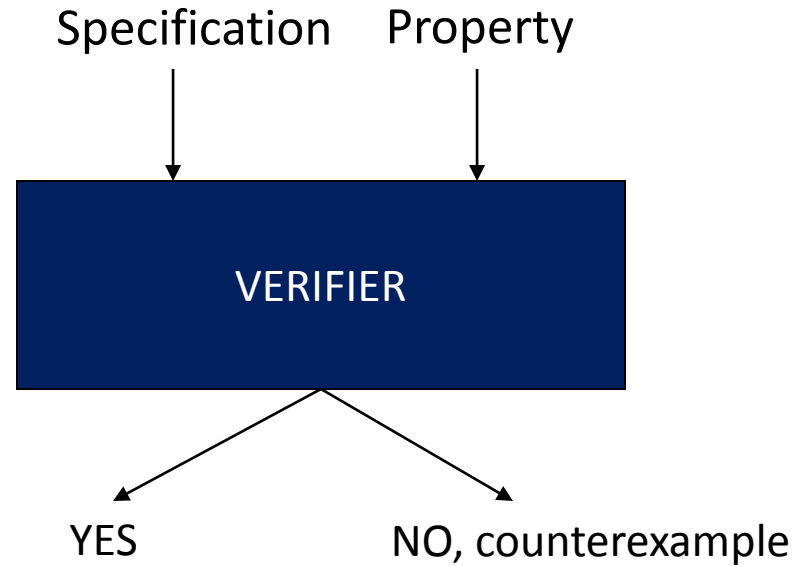 Specification
Property
VERIFIER
YES
NO, counterexample